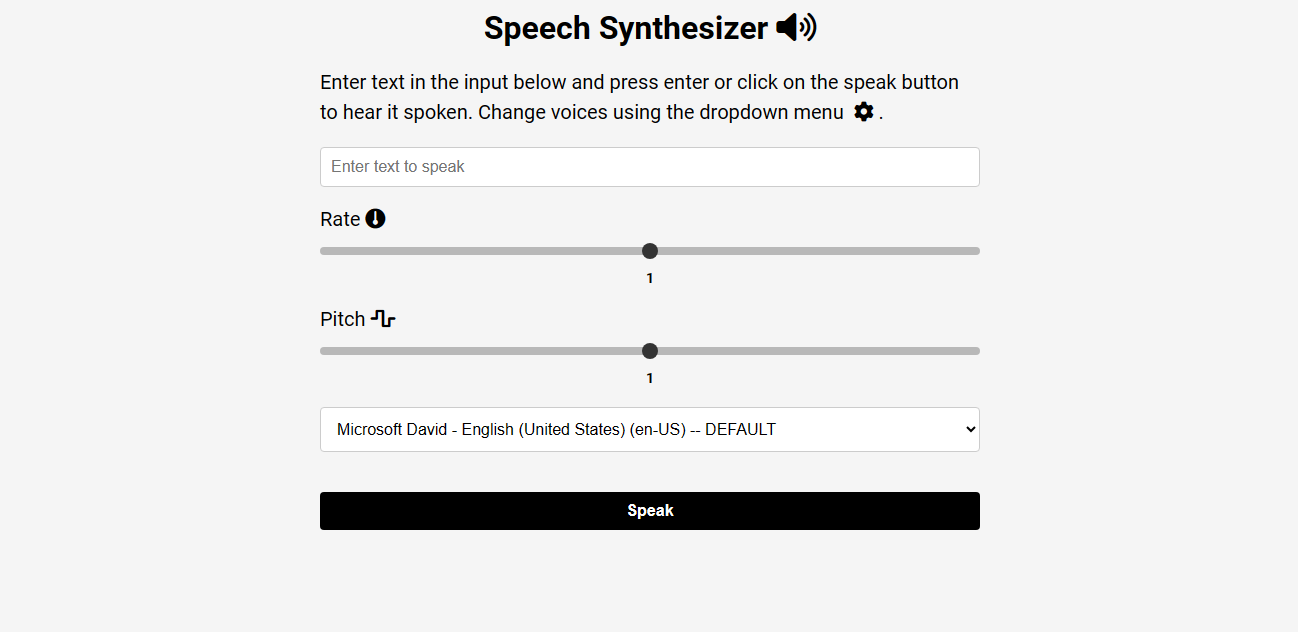 Speech Synthesizer
Enter text in the input below and press enter or click on the speak button
to hear it spoken. Change voices using the dropdown menu .
Enter text to speak
Rate
1
Pitch
1
Microsoft David - English (United States) (en-US) -- DEFAULT
Speak